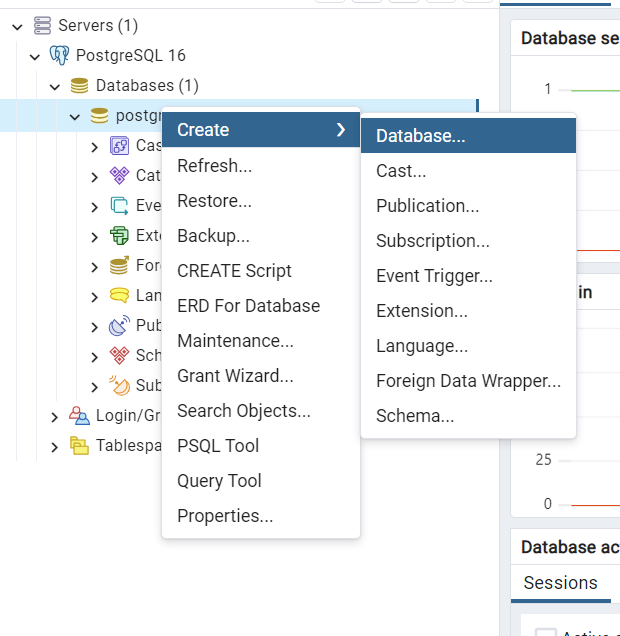 Servers (1)
PostgreSQL 16
Databases (1)
postgr
Cas
Cat
Eve
Ext
For
Lan
Pub
Sch
Sub
Login/Gr
Tablespa
Create
Refresh...
Restore...
Backup...
CREATE Script
ERD For Database
Maintenance...
Grant Wizard...
Search Objects...
PSQL Tool
Query Tool
Properties...
Database...
Cast...
Publication...
Subscription...
Event Trigger...
Extension...
Language...
Foreign Data Wrapper...
Schema...
Database se
1
in
25
0
Database ac
Sessions